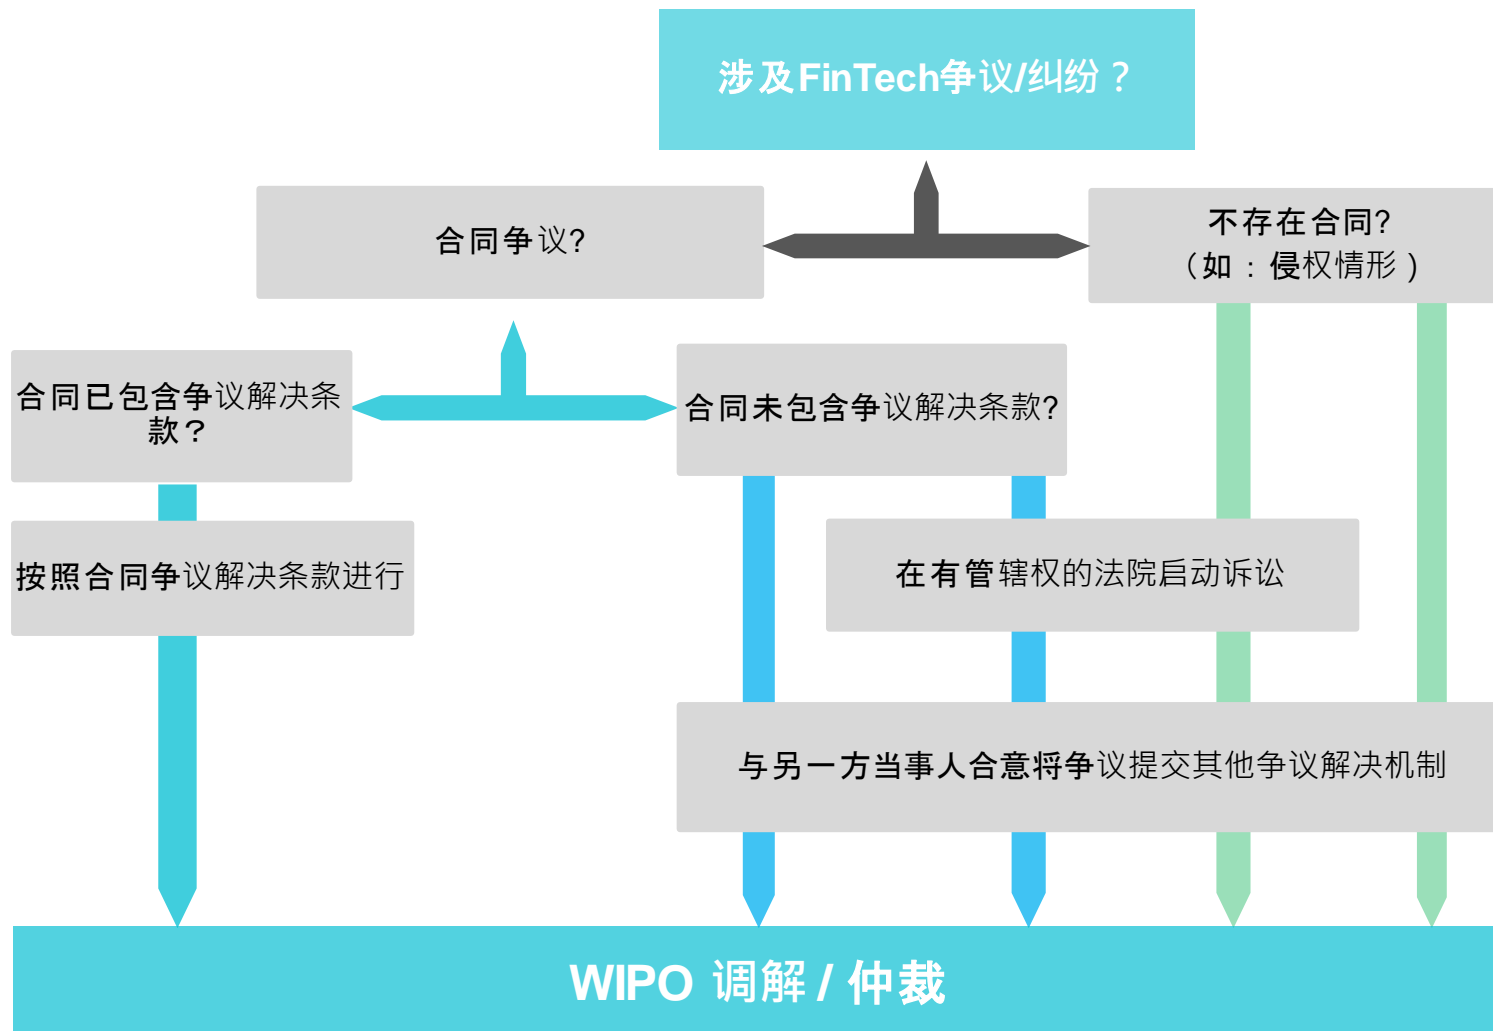 涉及FinTech争议/纠纷？
合同争议?
不存在合同?
（如：侵权情形）
合同已包含争议解决条
款？
合同未包含争议解决条款?
按照合同争议解决条款进行
在有管辖权的法院启动诉讼
与另一方当事人合意将争议提交其他争议解决机制
WIPO 调解 / 仲裁